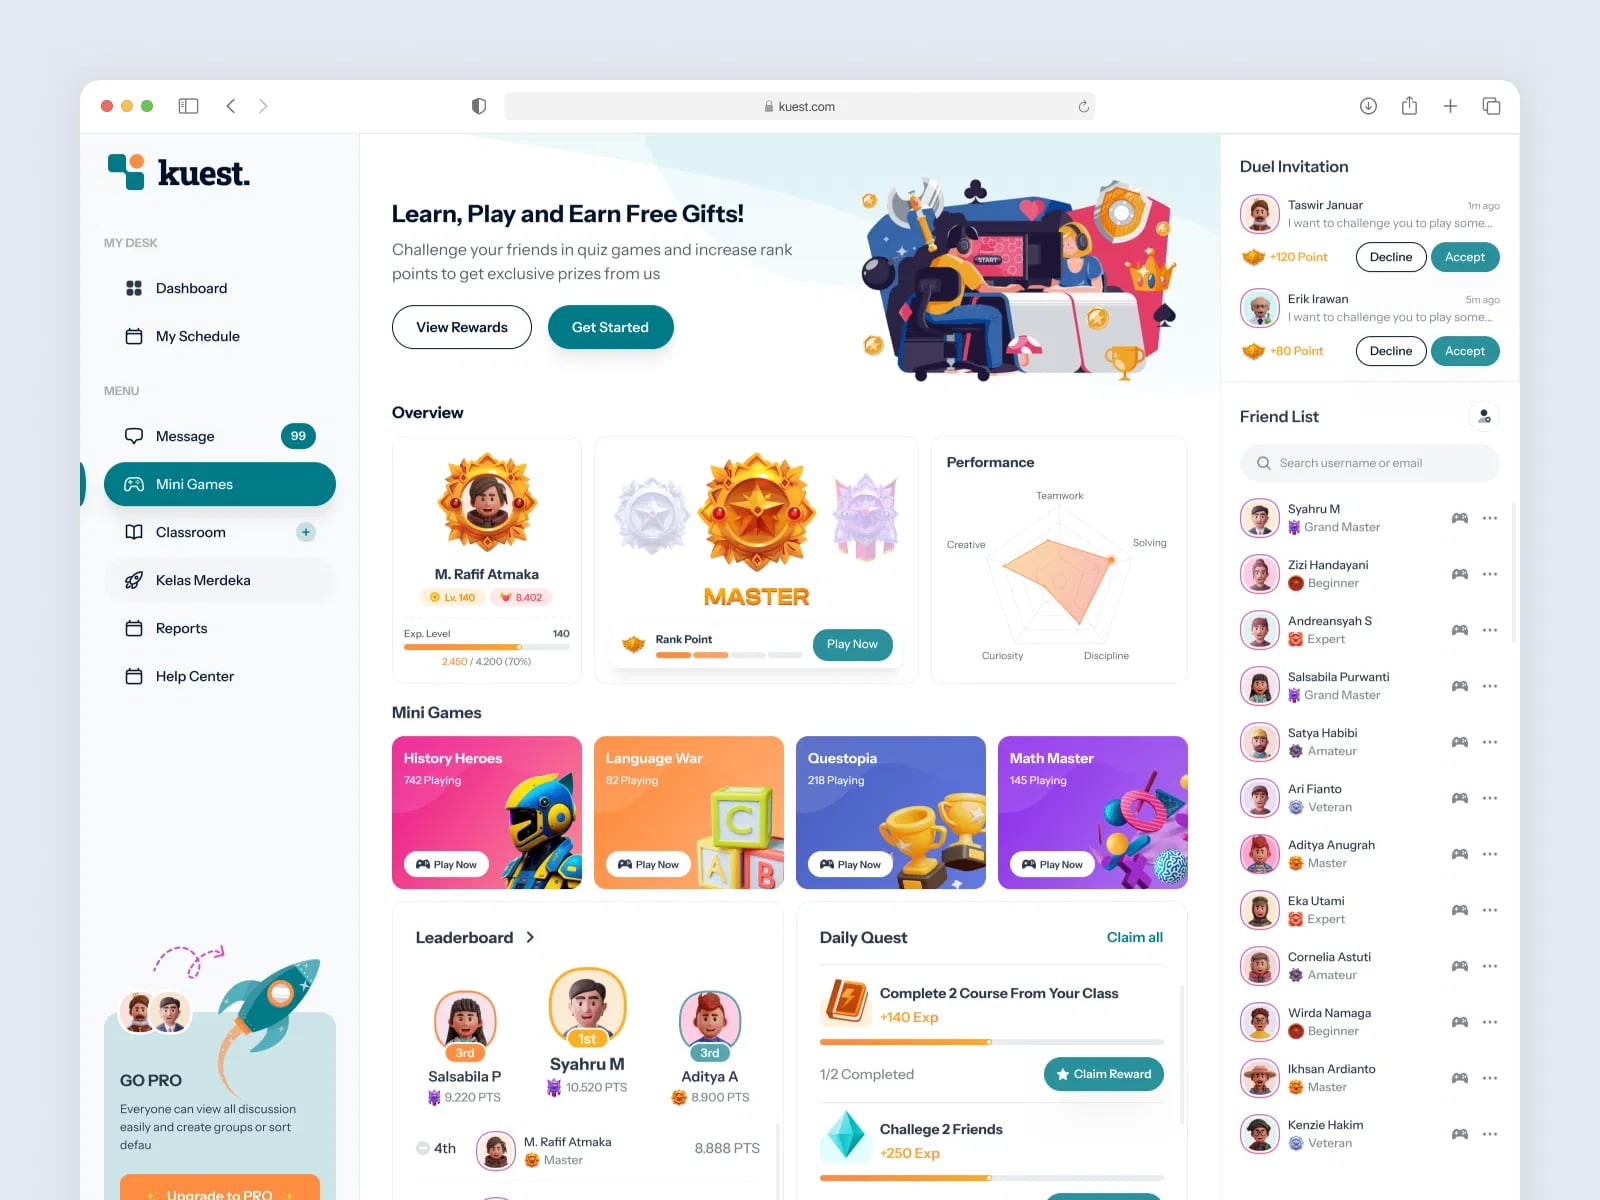 kuest.com
kuest.
MY DESK
Dashboard
My Schedule
MENU
Message
99
Mini Games
Classroom
+
Kelas Merdeka
Reports
Help Center
GO PRO
Everyone can view all discussion
easily and create groups or sort
defau
Upgrade to PRO
Learn, Play and Earn Free Gifts!
Challenge your friends in quiz games and increase rank
points to get exclusive prizes from us
View Rewards
Get Started
START
Overview
M. Rafif Atmaka
Lv. 140
8.402
Exp. Level
140
2.450 / 4.200 (70%)
MASTER
Rank Point
Play Now
Performance
Teamwork
Creative
Solving
Curiosity
Discipline
Mini Games
History Heroes
742 Playing
Play Now
Language War
82 Playing
C
A
B
Play Now
Questopia
218 Playing
Play Now
Math Master
145 Playing
Play Now
Leaderboard
3rd
Salsabila P
9.220 PTS
1st
Syahru M
10.520 PTS
3rd
Aditya A
8.900 PTS
4th
M. Rafif Atmaka
Master
8.888 PTS
Daily Quest
Claim all
Complete 2 Course From Your Class
+140 Exp
1/2 Completed
Claim Reward
Challege 2 Friends
+250 Exp
Duel Invitation
Taswir Januar
1m ago
I want to challenge you to play some...
+120 Point
Decline
Accept
Erik Irawan
5m ago
I want to challenge you to play some...
+80 Point
Decline
Accept
Friend List
Search username or email
Syahru M
Grand Master
Zizi Handayani
Beginner
Andreansyah S
Expert
Salsabila Purwanti
Grand Master
Satya Habibi
Amateur
Ari Fianto
Veteran
Aditya Anugrah
Master
Eka Utami
Expert
Cornelia Astuti
Amateur
Wirda Namaga
Beginner
Ikhsan Ardianto
Master
Kenzie Hakim
Veteran